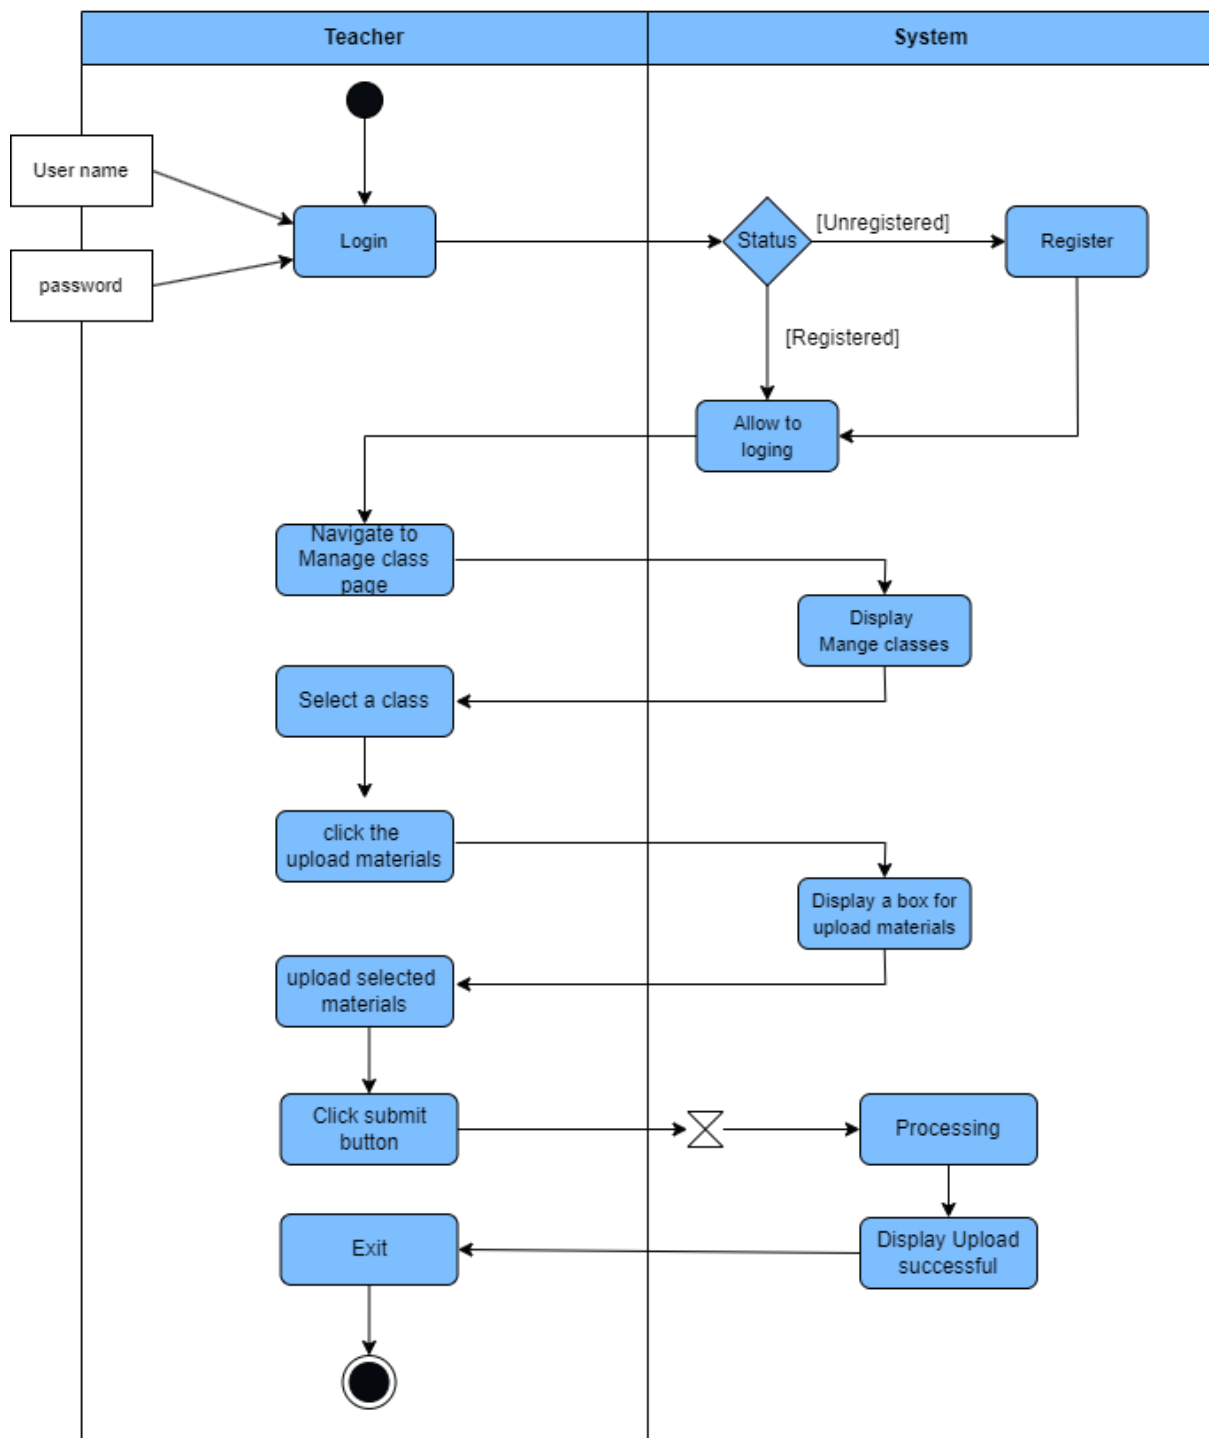 Teacher
System
User name
Login
Status
[Unregistered]
Register
password
[Registered]
Allow to
loging
Navigate to
Manage class
page
Display
Mange classes
Select a class
click the
upload materials
Display a box for
upload materials
upload selected
materials
Click submit
button
Processing
Exit
Display Upload
successful